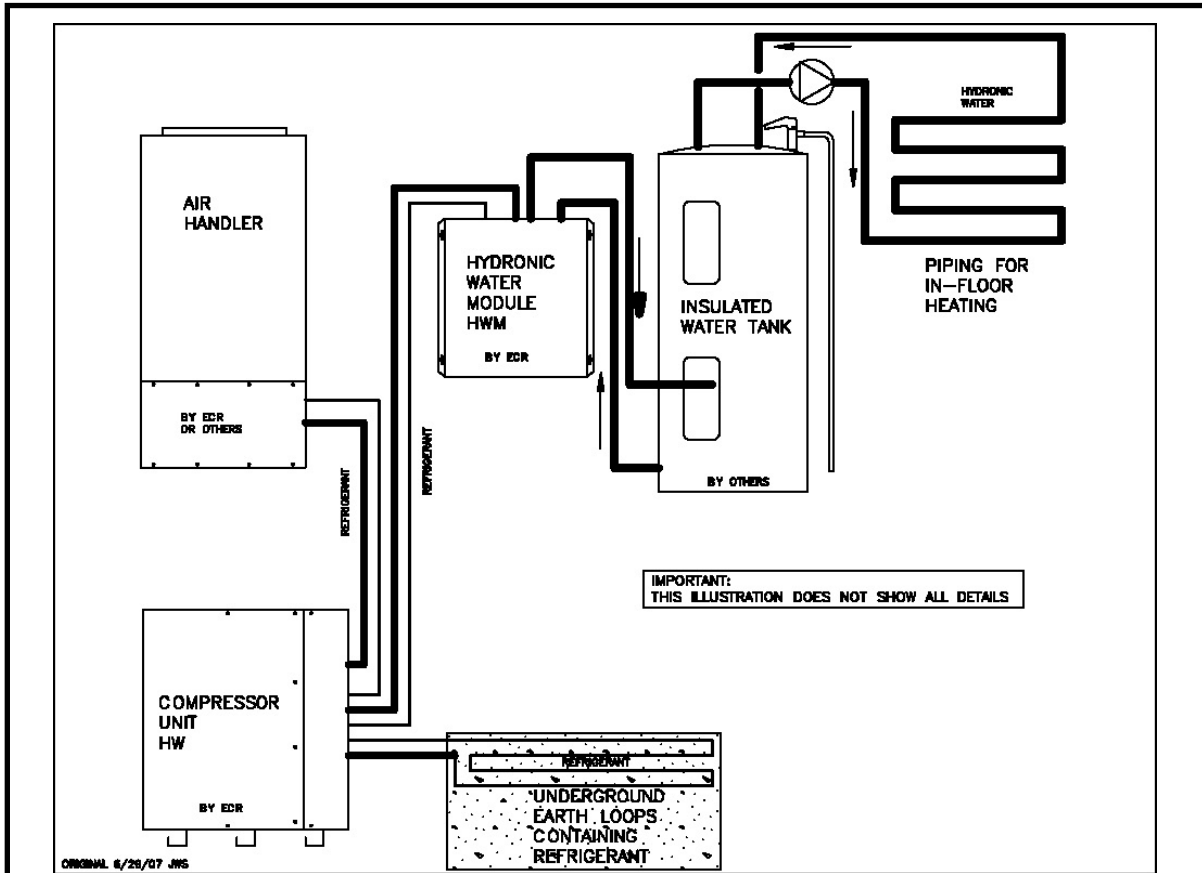 HYDRONIC
WATER
AIR
HANDLER
HYDRONIC
WATER
MODULE
HWM
BY ECR
INSULATED
WATER TANK
PIPING FOR
IN-FLOOR
HEATING
BY ECR
OR OTHERS
REFRIGERANT
REFRIGERANT
BY OTHERS
IMPORTANT:
THIS ILLUSTRATION DOES NOT SHOW ALL DETAILS
COMPRESSOR
UNIT
HW
BY ECR
REFRIGERANT
UNDERGROUND
EARTH LOOPS
CONTAINING
REFRIGERANT
ORIGINAL 6/26/07 JWS